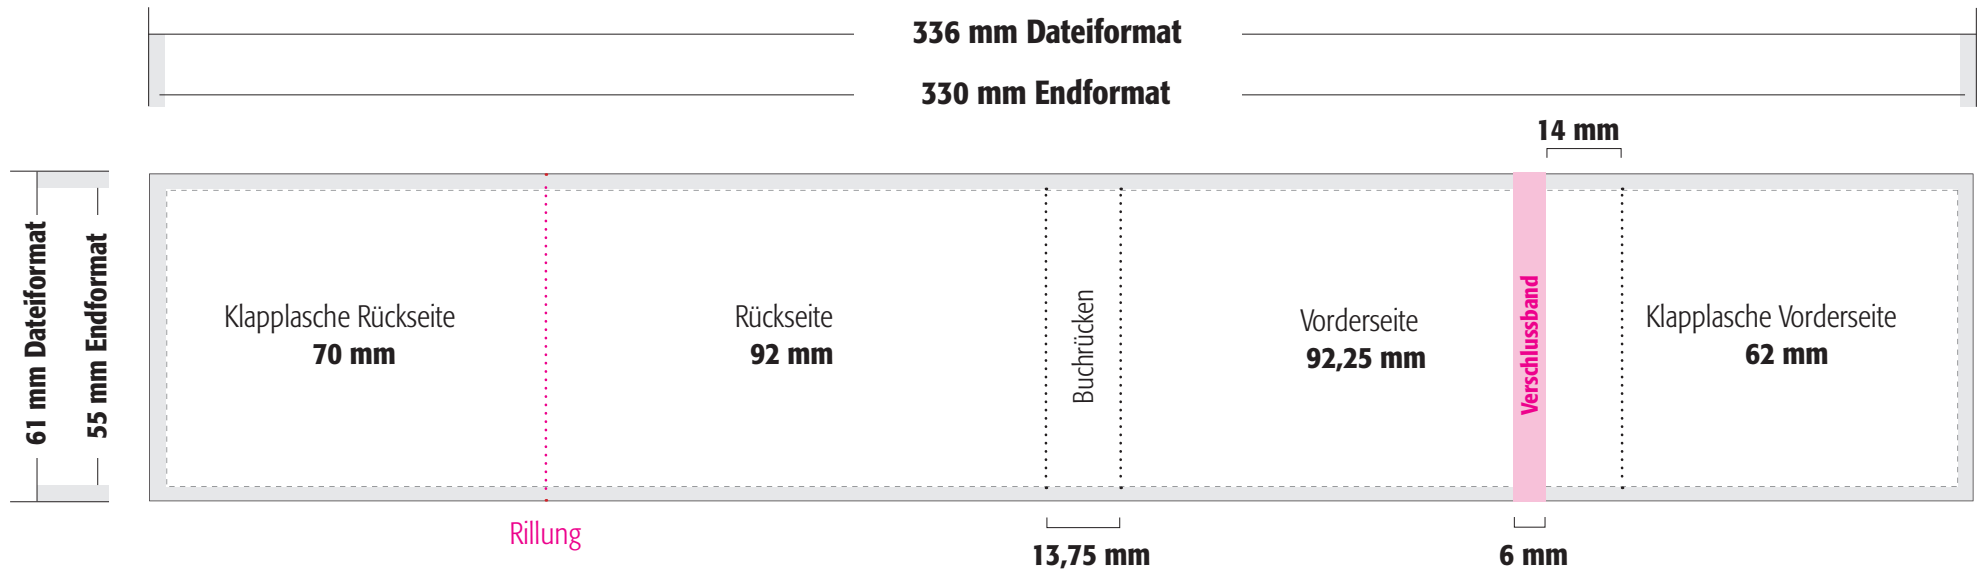 336 mm Dateiformat
330 mm Endformat
14 mm
61 mm Dateiformat
55 mm Endformat
Klapplasche Rückseite
70 mm
Rückseite
92 mm
Buchrücken
Vorderseite
92,25 mm
Verschlussband
Klapplasche Vorderseite
62 mm
Rillung
13,75 mm
6 mm